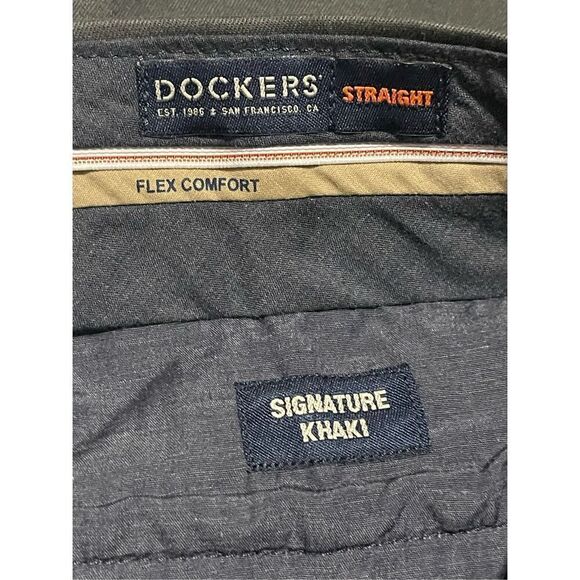 DOCKERS STRAIGHT
EST. 1986 & SAN FRANCISCO, CA
FLEX COMFORT
SIGNATURE
KHAKI